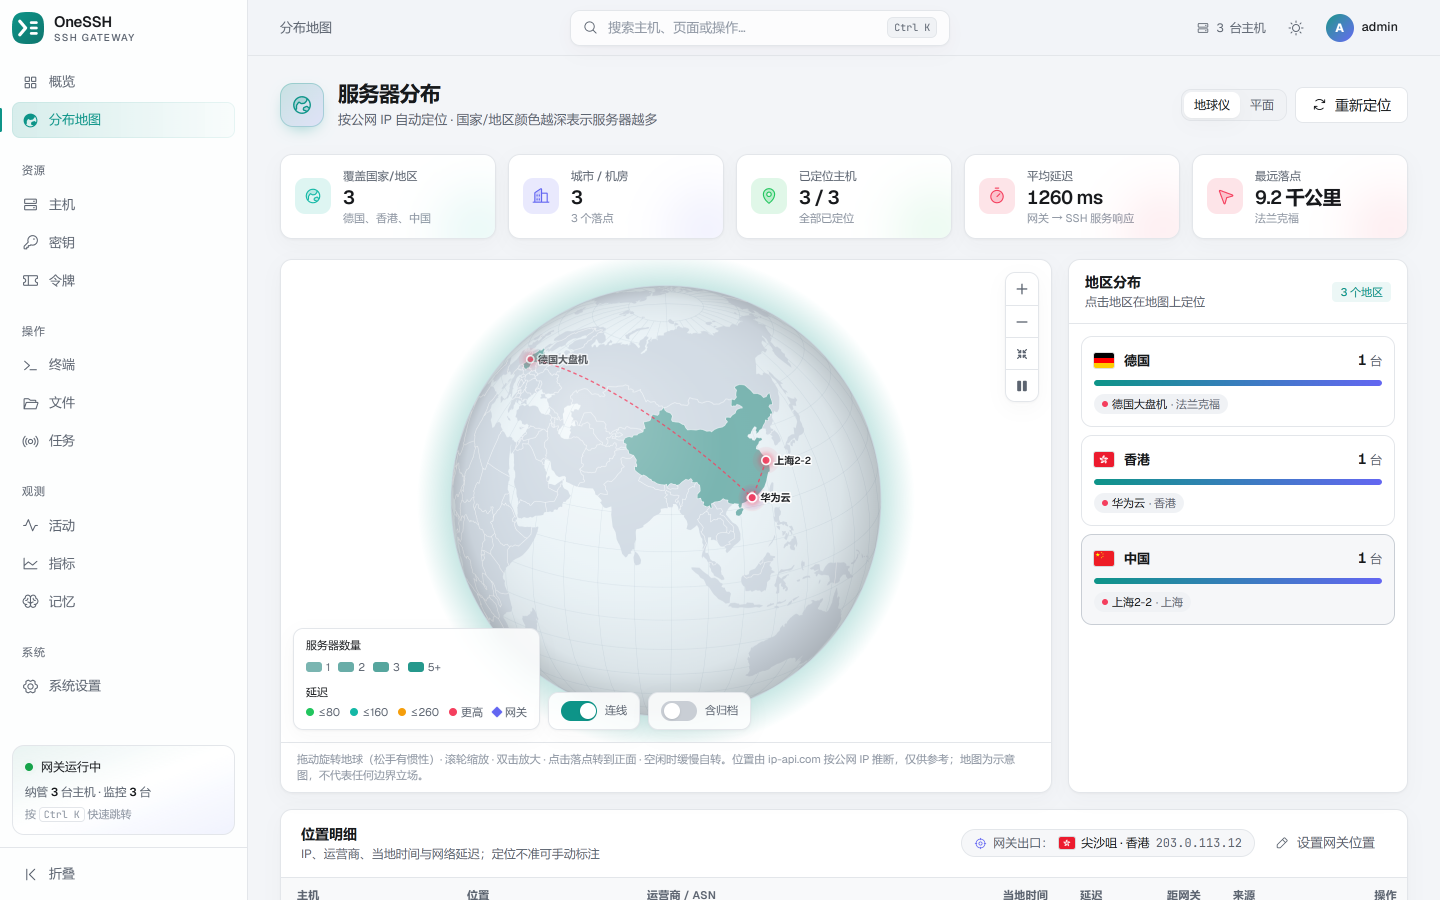 OneSSH
SSH GATEWAY
概览
分布地图
资源
主机
密钥
令牌
操作
终端
文件
任务
观测
活动
指标
记忆
系统
系统设置
网关运行中
纳管 3 台主机 · 监控 3 台
按 Ctrl K 快速跳转
折叠
分布地图
搜索主机、页面或操作...
Ctrl K
3 台主机
A
admin
服务器分布
按公网 IP 自动定位 · 国家/地区颜色越深表示服务器越多
地球仪
平面
重新定位
覆盖国家/地区
3
德国、香港、中国
城市 / 机房
3
3 个落点
已定位主机
3 / 3
全部已定位
平均延迟
1260 ms
网关 → SSH 服务响应
最远落点
9.2 千公里
法兰克福
德国大盘机
上海2-2
华为云
服务器数量
1 2 3 5+
延迟
≤80 ≤160 ≤260 更高 网关
连线
含归档
拖动旋转地球（松手有惯性）· 滚轮缩放 · 双击放大 · 点击落点转到正面 · 空闲时缓慢自转。位置由 ip-api.com 按公网 IP 推断，仅供参考；地图为示意
图，不代表任何边界立场。
地区分布
点击地区在地图上定位
3 个地区
德国
1 台
德国大盘机 · 法兰克福
香港
1 台
华为云 · 香港
中国
1 台
上海2-2 · 上海
位置明细
IP、运营商、当地时间与网络延迟；定位不准可手动标注
网关出口： 尖沙咀 · 香港 203.0.113.12
设置网关位置
主机 位置 运营商 / ASN 当地时间 延迟 距网关 来源 操作